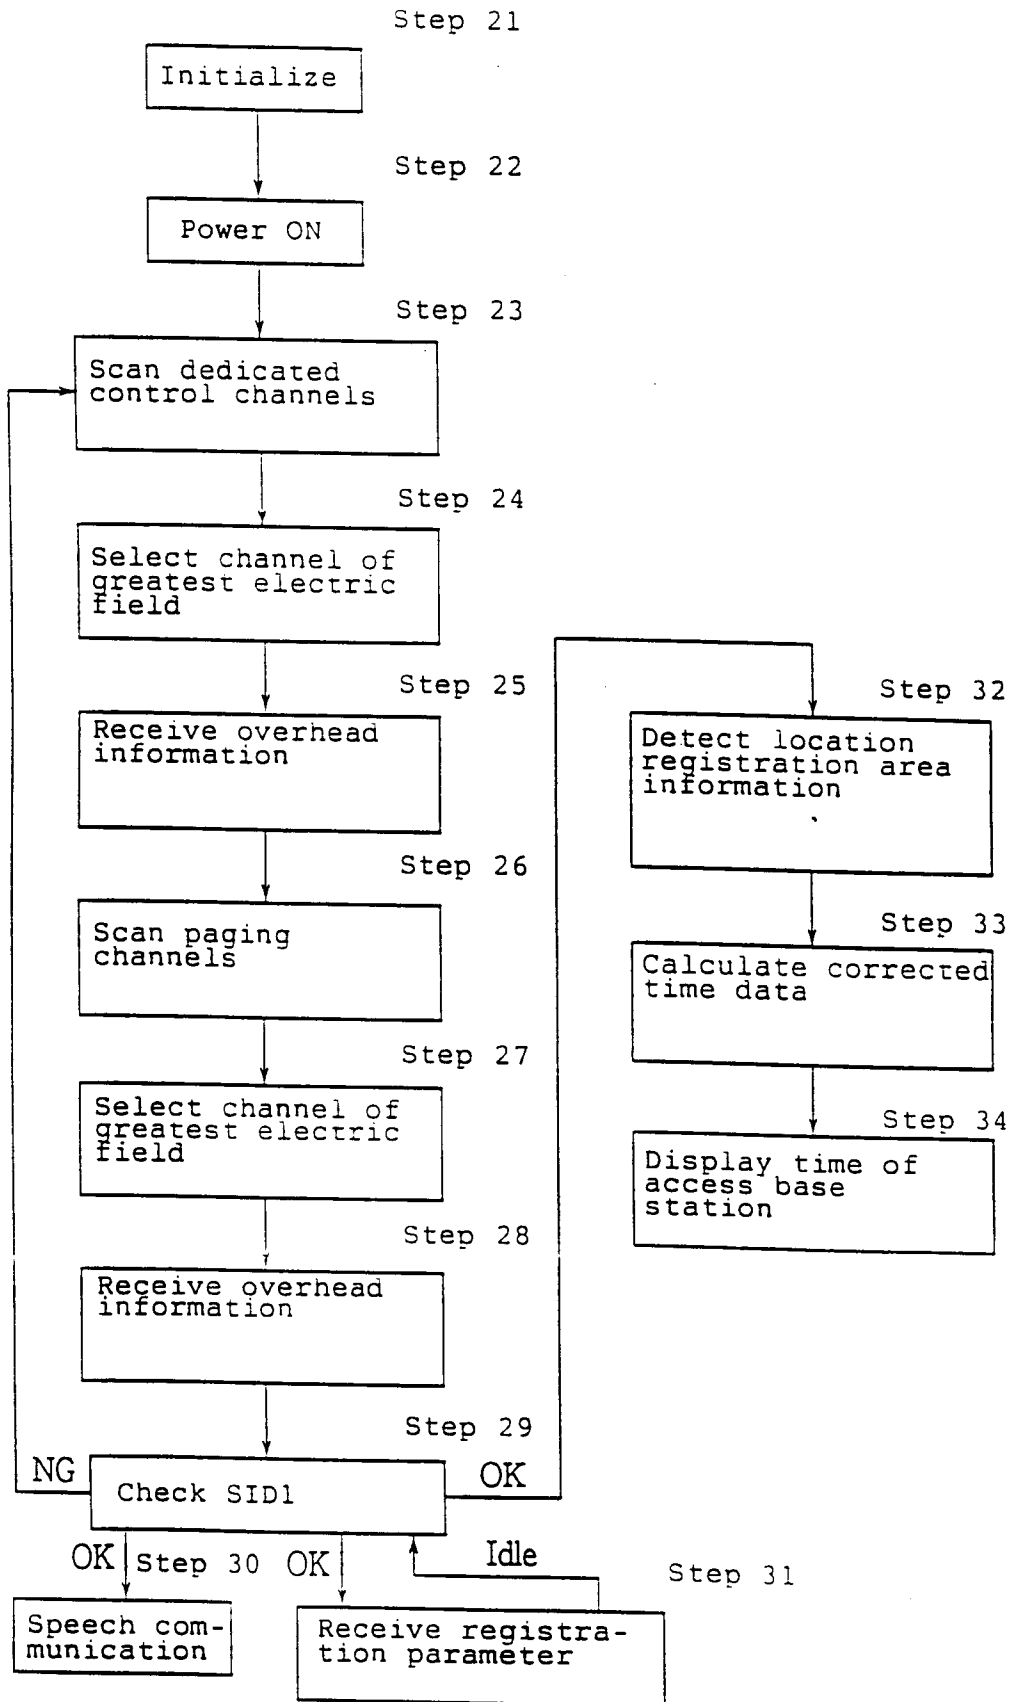 Step 21
Initialize
Step 22
Power ON
Step 23
Scan dedicated
control channels
Step 24
Select channel of
greatest electric
field
Step 25
Receive overhead
information
Step 26
Scan paging
channels
Step 27
Select channel of
greatest electric
field
Step 28
Receive overhead
information
Step 29
NG
Check SID1
OK
OK
Step 30
OK
Idle
Step 31
Speech com-
munication
Receive registra-
tion parameter
Step 32
Detect location
registration area
information
Step 33
Calculate corrected
time data
Step 34
Display time of
access base
station